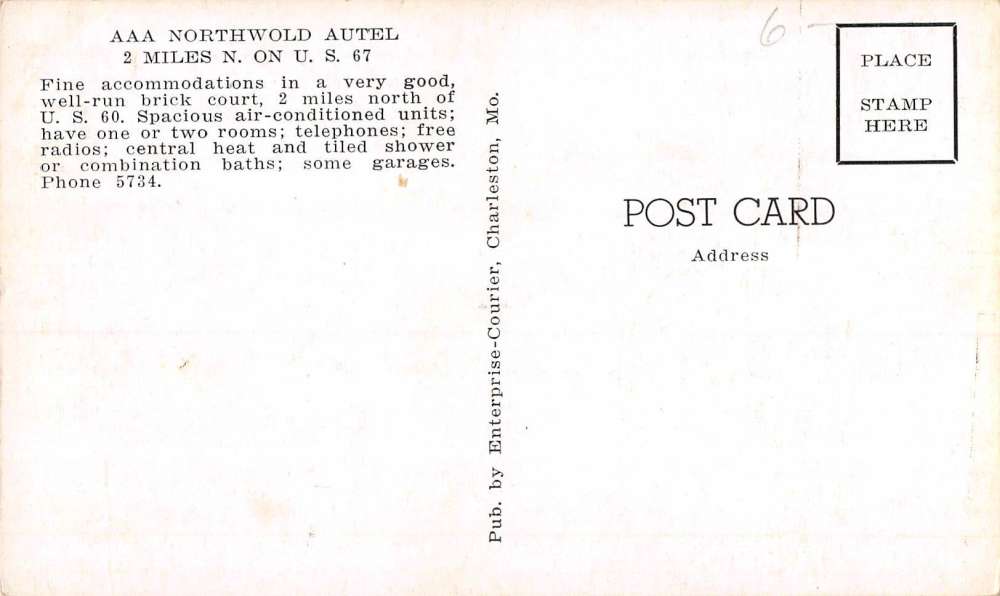 AAA NORTHWOLD AUTEL
2 MILES N. ON U. S. 67
Fine accommodations in a very good,
well-run brick court, 2 miles north of
U. S. 60. Spacious air-conditioned units;
have one or two rooms; telephones; free
radios; central heat and tiled shower
or combination baths; some garages.
Phone 5734.
Pub. by Enterprise-Courier, Charleston, Mo.
6 –
PLACE
STAMP
HERE
POST CARD
Address